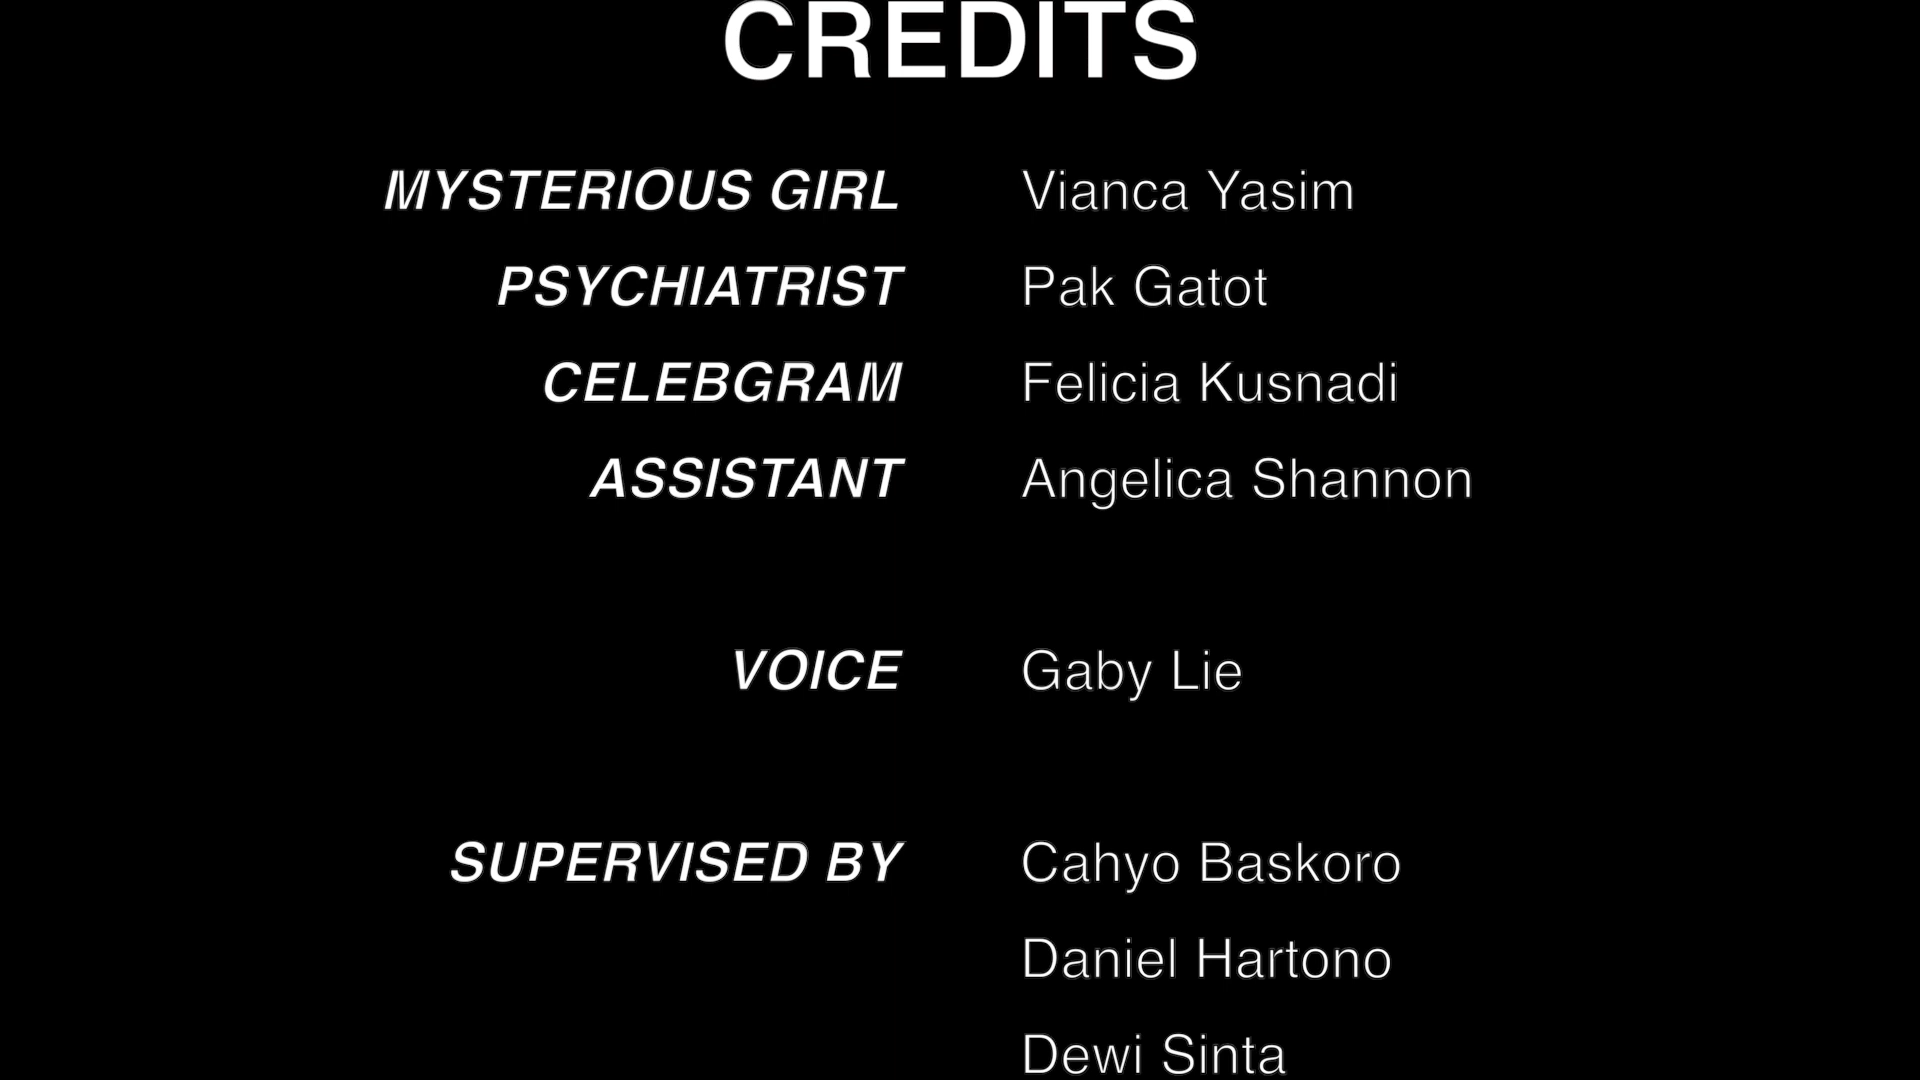 CREDITS
MYSTERIOUS GIRL Vianca Yasim
PSYCHIATRIST Pak Gatot
CELEBGRAM Felicia Kusnadi
ASSISTANT Angelica Shannon
VOICE Gaby Lie
SUPERVISED BY Cahyo Baskoro
Daniel Hartono
Dewi Sinta